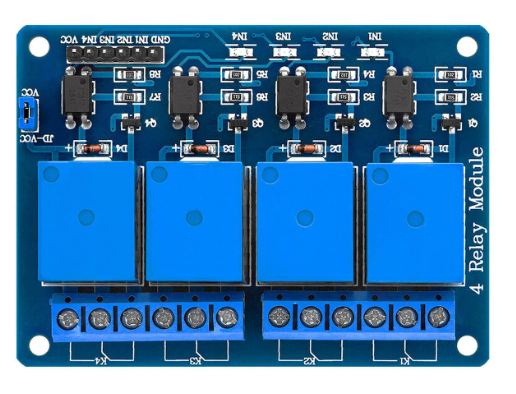 VCC IN4 IN3 IN2 IN1 GND
IN4 IN3 IN2 IN1
R8 R6 R4 R1
R7 R3 R2
VCC
JD-VCC
Q4 Q3 Q2 Q1
D4 D3 D2 D1
+ + + +
4 Relay Module
K4 K3 K2 K1